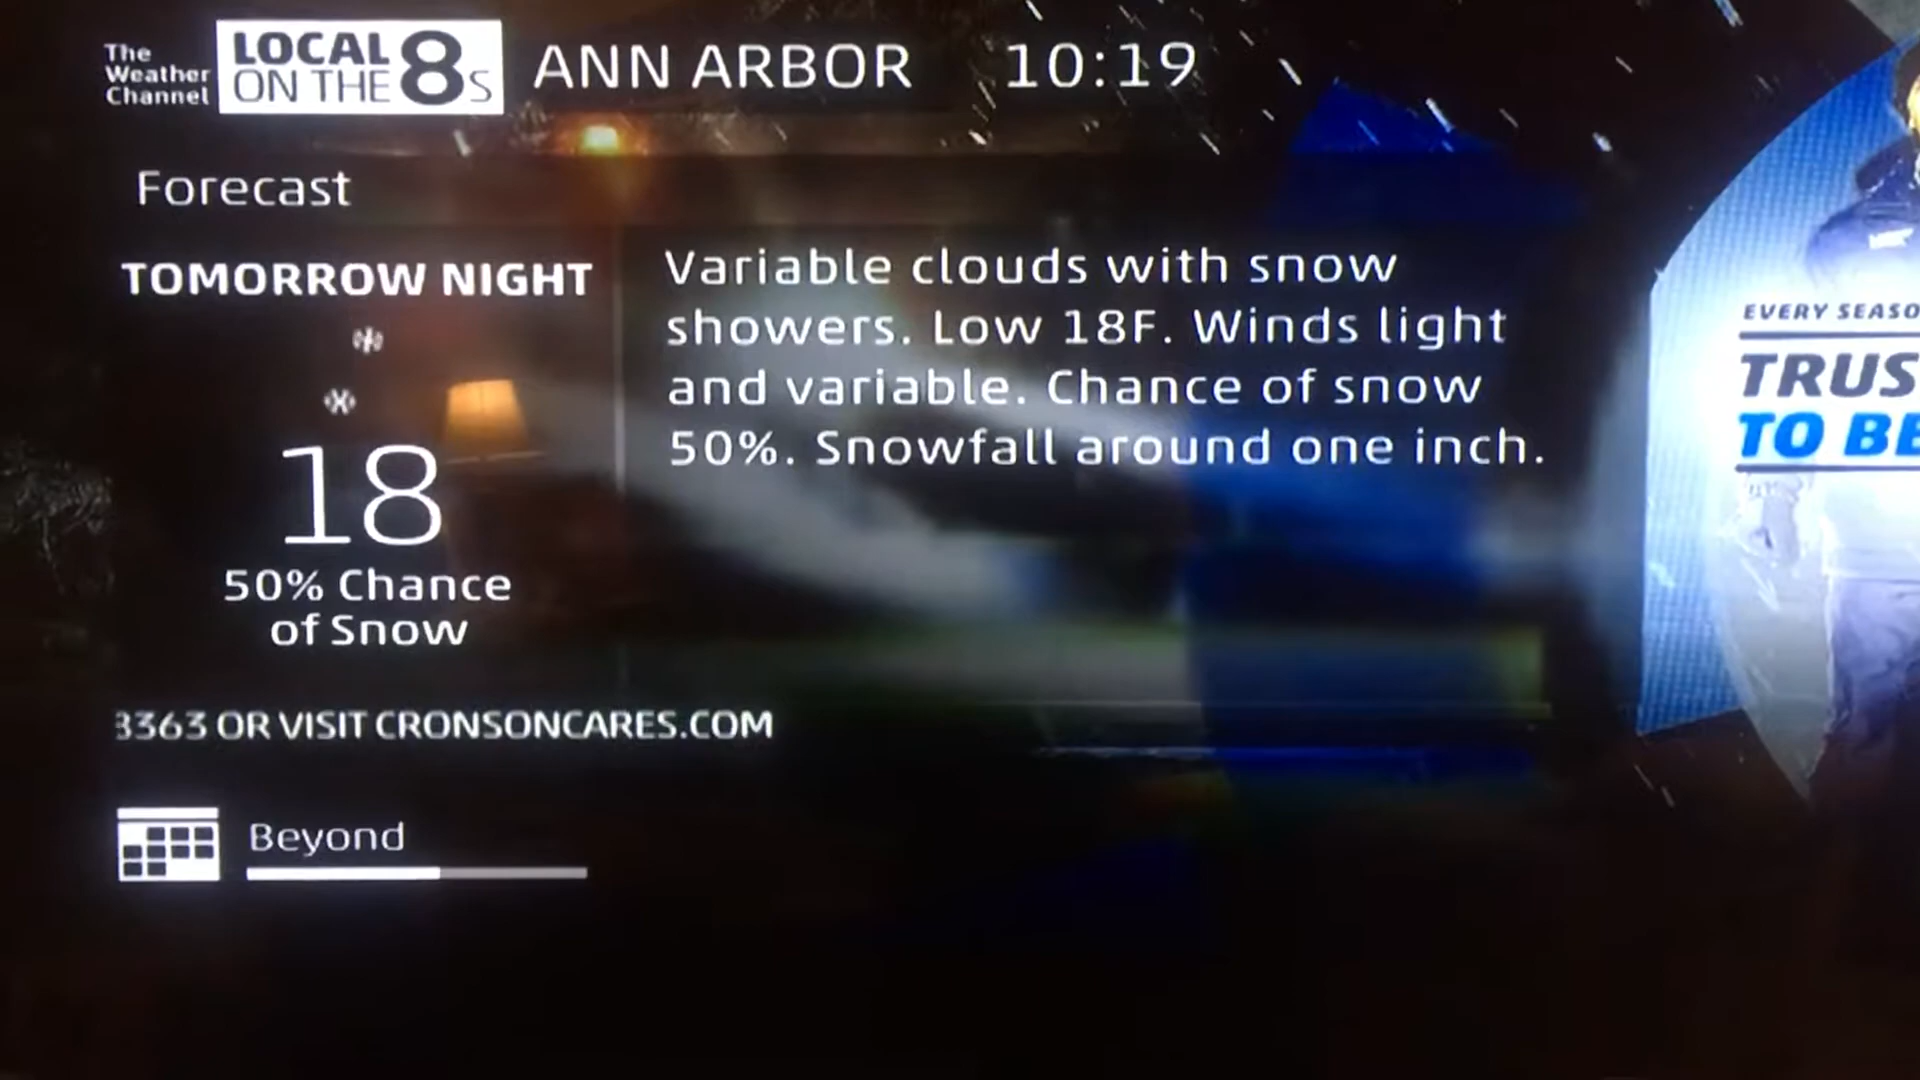 The
Weather
Channel
LOCAL
ON THE 8s
ANN ARBOR
10:19
Forecast
TOMORROW NIGHT
18
50% Chance
of Snow
Variable clouds with snow
showers. Low 18F. Winds light
and variable. Chance of snow
50%. Snowfall around one inch.
3363 OR VISIT CRONSONCARES.COM
Beyond
EVERY SEASO
TRUS
TO BE